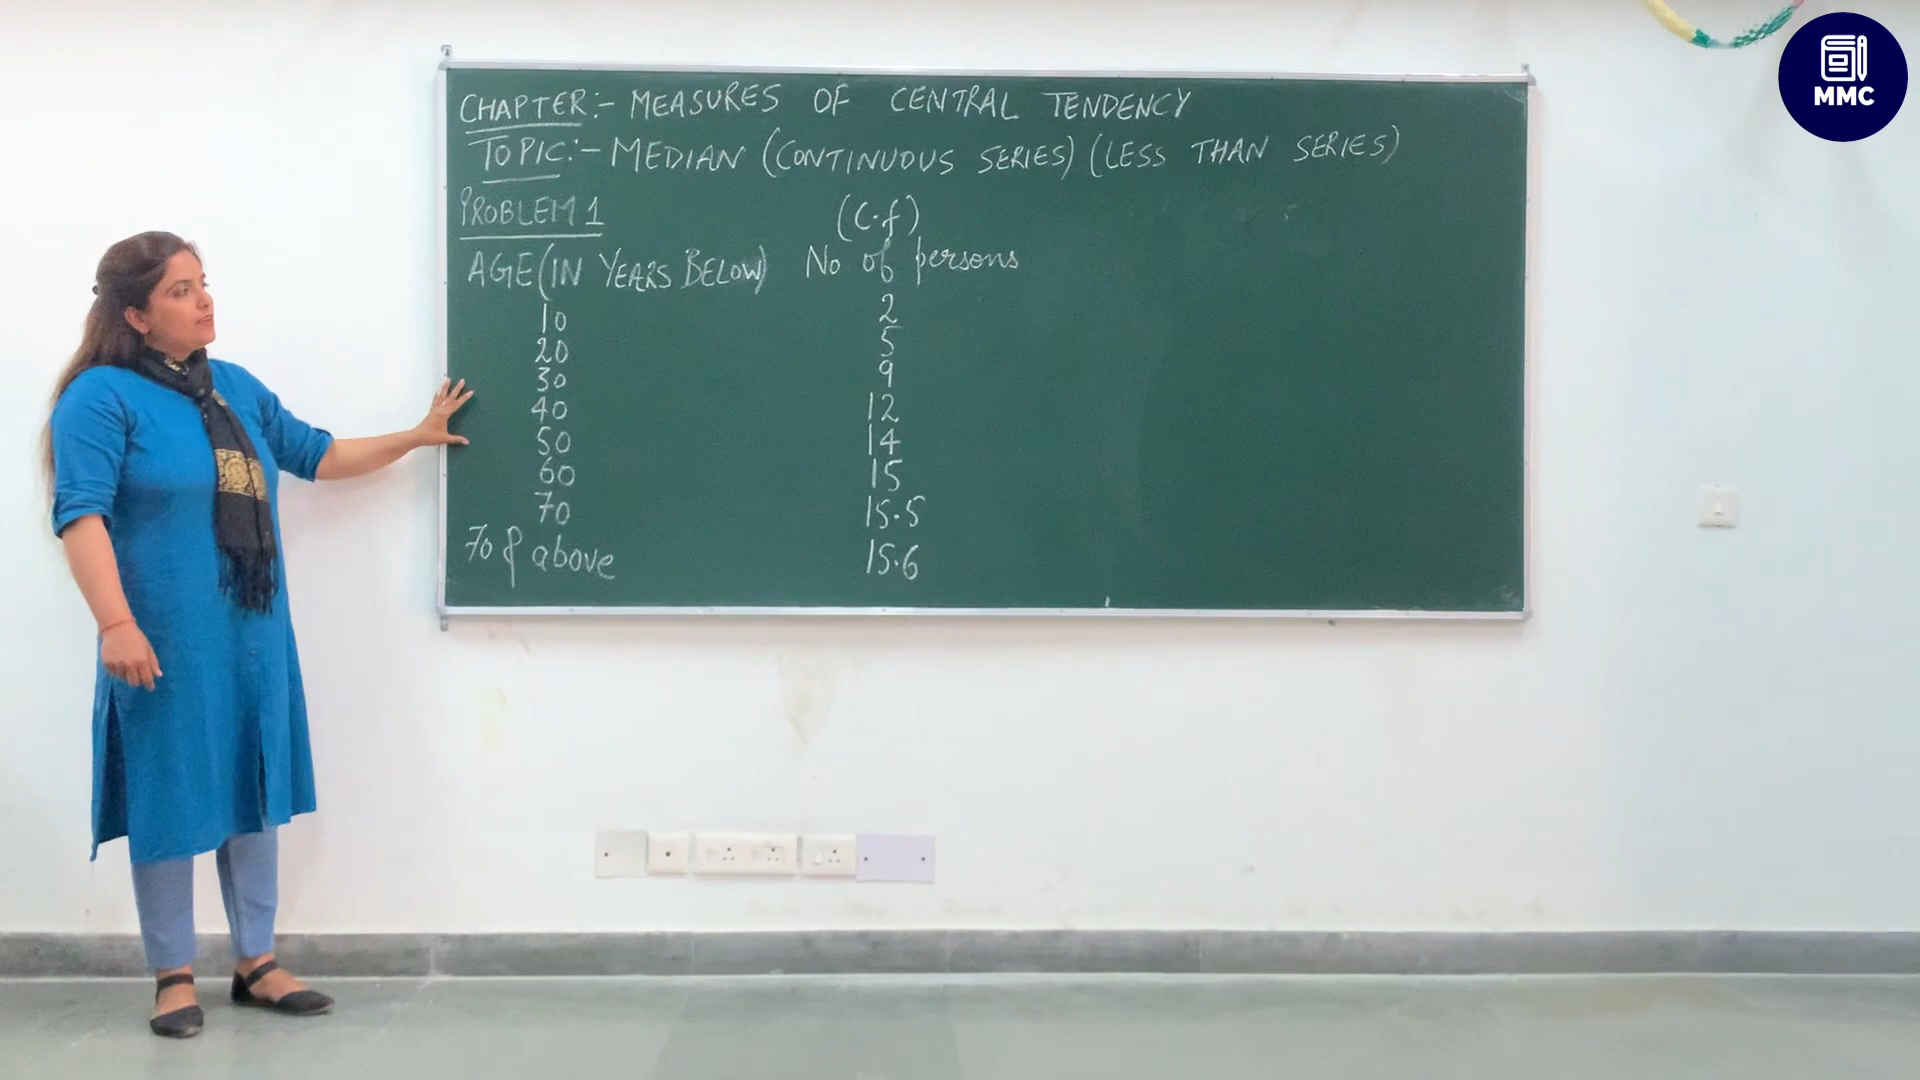 CHAPTER:- MEASURES OF CENTRAL TENDENCY
TOPIC:- MEDIAN (CONTINUOUS SERIES) (LESS THAN SERIES)
PROBLEM 1 (C.f)
AGE (IN YEARS BELOW) No of persons
10 2
20 5
30 9
40 12
50 14
60 15
70 15.5
70 & above 15.6
MMC